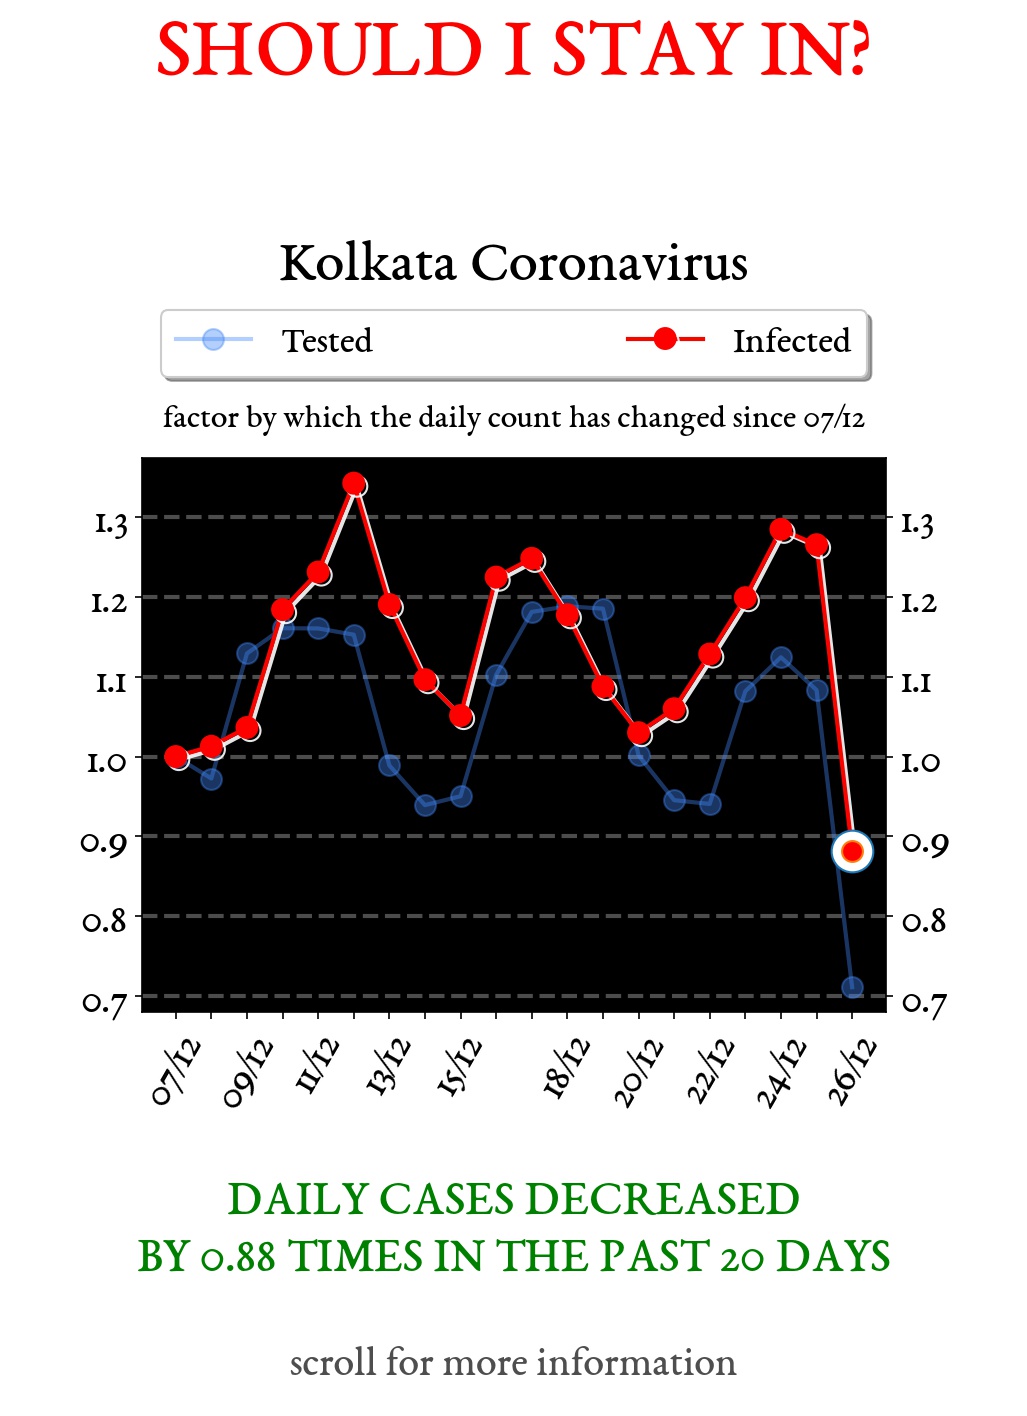 SHOULD I STAY IN?
Kolkata Coronavirus
Tested Infected
factor by which the daily count has changed since 07/12
1.3 1.3
1.2 1.2
1.1 1.1
1.0 1.0
0.9 0.9
0.8 0.8
0.7 0.7
07/12 09/12 11/12 13/12 15/12 18/12 20/12 22/12 24/12 26/12
DAILY CASES DECREASED
BY 0.88 TIMES IN THE PAST 20 DAYS
scroll for more information